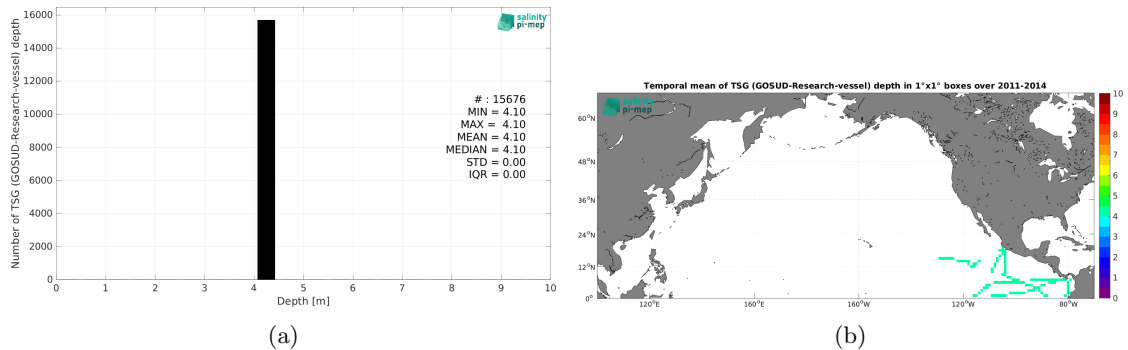 16000
14000
12000
10000
8000
6000
4000
2000
0
Number of TSG (GOSUD-Research-vessel) depth
salinity
pi-mep
# : 15676
MIN = 4.10
MAX = 4.10
MEAN = 4.10
MEDIAN = 4.10
STD = 0.00
IQR = 0.00
0 1 2 3 4 5 6 7 8 9 10
Depth [m]
(a)
Temporal mean of TSG (GOSUD-Research-vessel) depth in 1°x1° boxes over 2011-2014
salinity
pi-mep
60°N
48°N
36°N
24°N
12°N
0°
120°E 160°E 160°W 120°W 80°W
10
9
8
7
6
5
4
3
2
1
0
(b)